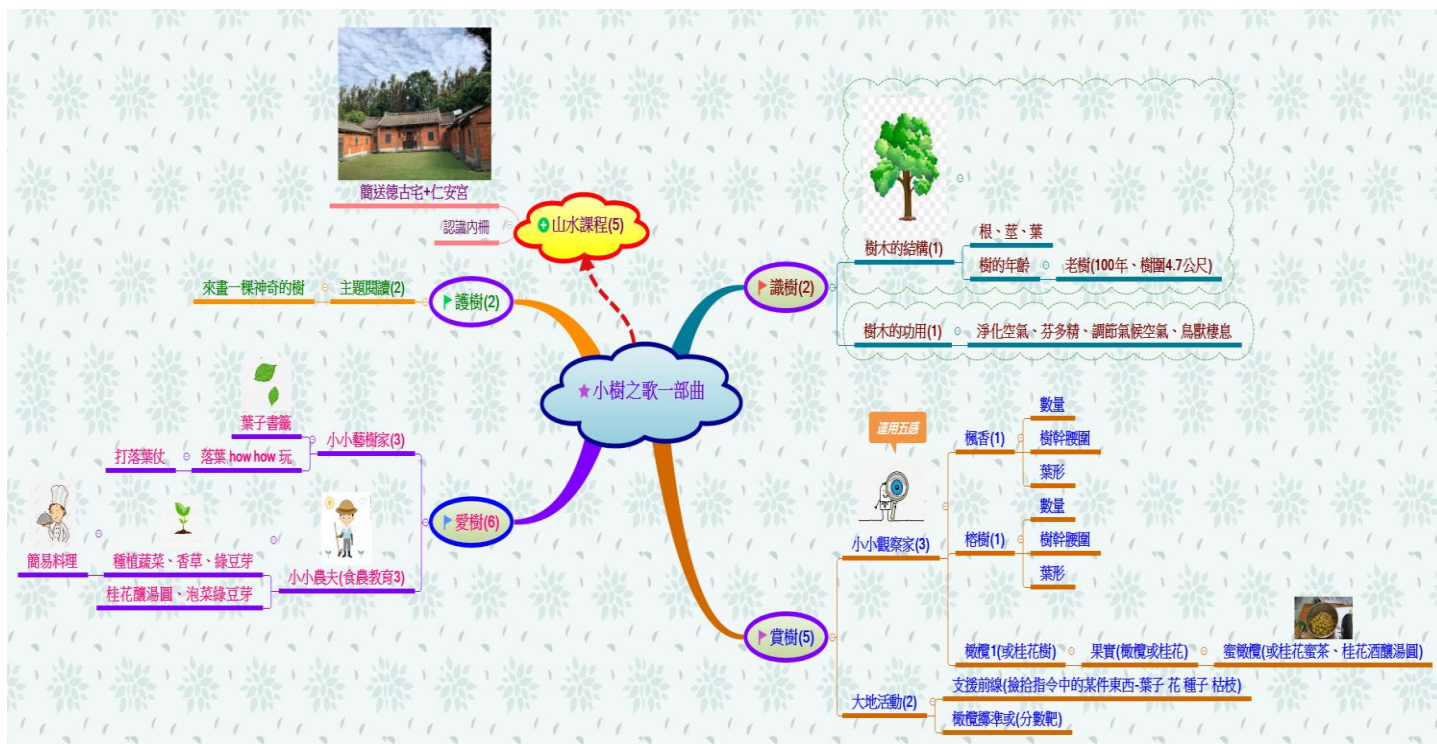 小樹之歌一部曲
山水課程(5)
簡送德古宅+仁安宮
認識內柵
護樹(2)
主題閱讀(2)
來畫一棵神奇的樹
愛樹(6)
小小藝樹家(3)
葉子書籤
落葉 how how 玩
打落葉仗
小小農夫(食農教育3)
種植蔬菜、香草、綠豆芽
簡易料理
桂花釀湯圓、泡菜綠豆芽
識樹(2)
樹木的結構(1)
根、莖、葉
樹的年齡
老樹(100年、樹圍4.7公尺)
樹木的功用(1)
淨化空氣、芬多精、調節氣候空氣、鳥獸棲息
賞樹(5)
運用五感
小小觀察家(3)
楓香(1)
數量
樹幹腰圍
葉形
榕樹(1)
數量
樹幹腰圍
葉形
橄欖1(或桂花樹)
果實(橄欖或桂花)
蜜橄欖(或桂花蜜茶、桂花酒釀湯圓)
大地活動(2)
支援前線(撿拾指令中的某件東西-葉子 花 種子 枯枝)
橄欖擲準或(分數靶)